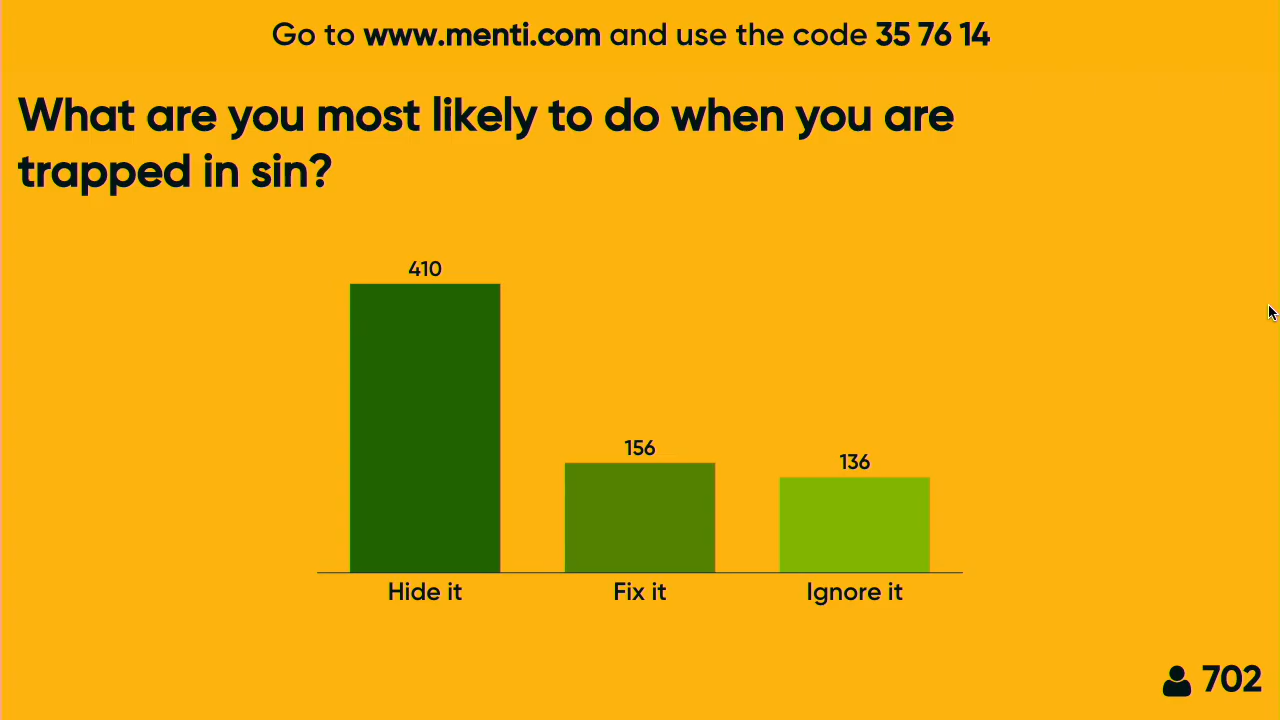 Go to www.menti.com and use the code 35 76 14
What are you most likely to do when you are
trapped in sin?
410
156
136
Hide it
Fix it
Ignore it
702